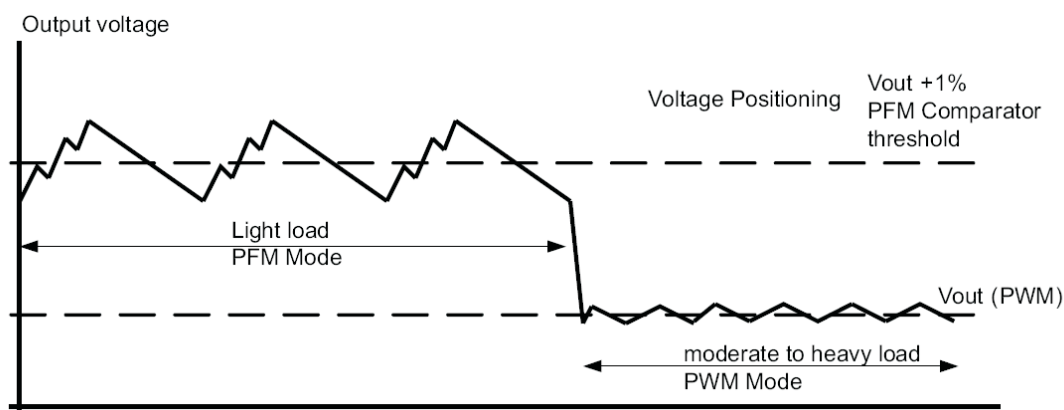 Output voltage
Voltage Positioning
Vout +1%
PFM Comparator
threshold
Light load
PFM Mode
Vout (PWM)
moderate to heavy load
PWM Mode